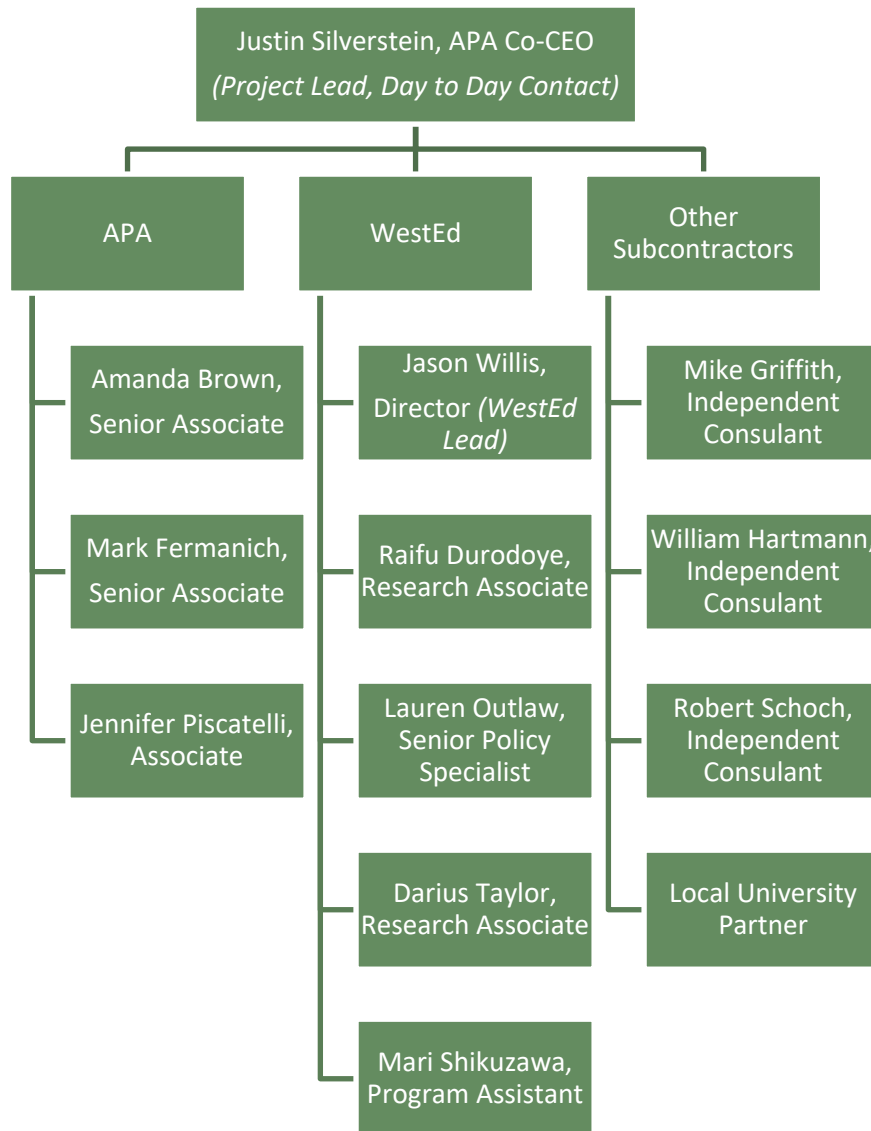 Justin Silverstein, APA Co-CEO
(Project Lead, Day to Day Contact)
APA
WestEd
Other
Subcontractors
Amanda Brown,
Senior Associate
Mark Fermanich,
Senior Associate
Jennifer Piscatelli,
Associate
Jason Willis,
Director (WestEd
Lead)
Raifu Durodoye,
Research Associate
Lauren Outlaw,
Senior Policy
Specialist
Darius Taylor,
Research Associate
Mari Shikuzawa,
Program Assistant
Mike Griffith,
Independent
Consulant
William Hartmann,
Independent
Consulant
Robert Schoch,
Independent
Consulant
Local University
Partner